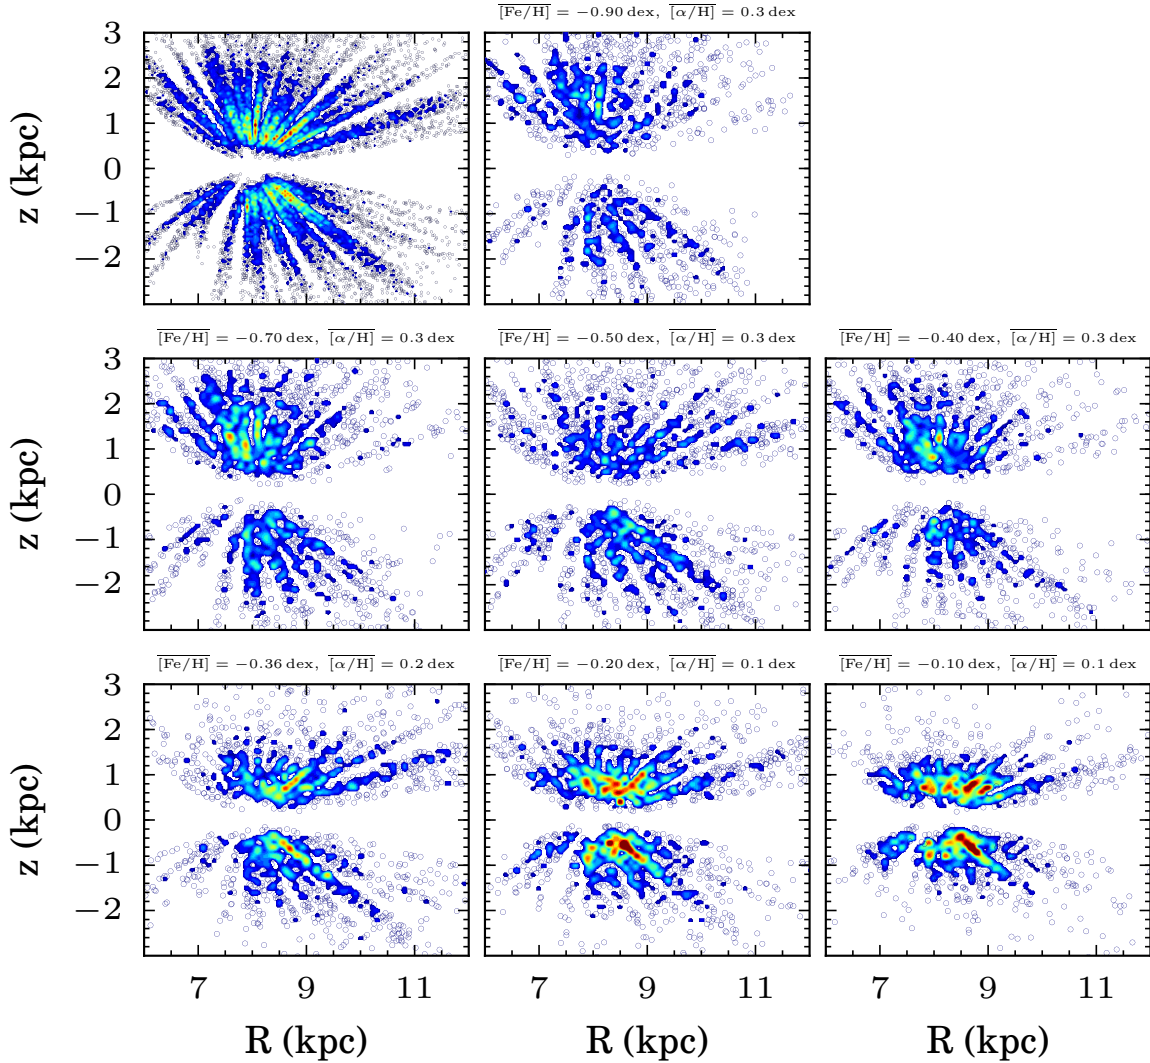 [Fe/H] = −0.90 dex, [α/H] = 0.3 dex
3
2
1
0
−1
−2
z (kpc)
[Fe/H] = −0.70 dex, [α/H] = 0.3 dex
[Fe/H] = −0.50 dex, [α/H] = 0.3 dex
[Fe/H] = −0.40 dex, [α/H] = 0.3 dex
3
2
1
0
−1
−2
z (kpc)
[Fe/H] = −0.36 dex, [α/H] = 0.2 dex
[Fe/H] = −0.20 dex, [α/H] = 0.1 dex
[Fe/H] = −0.10 dex, [α/H] = 0.1 dex
3
2
1
0
−1
−2
z (kpc)
7 9 11
7 9 11
7 9 11
R (kpc)
R (kpc)
R (kpc)